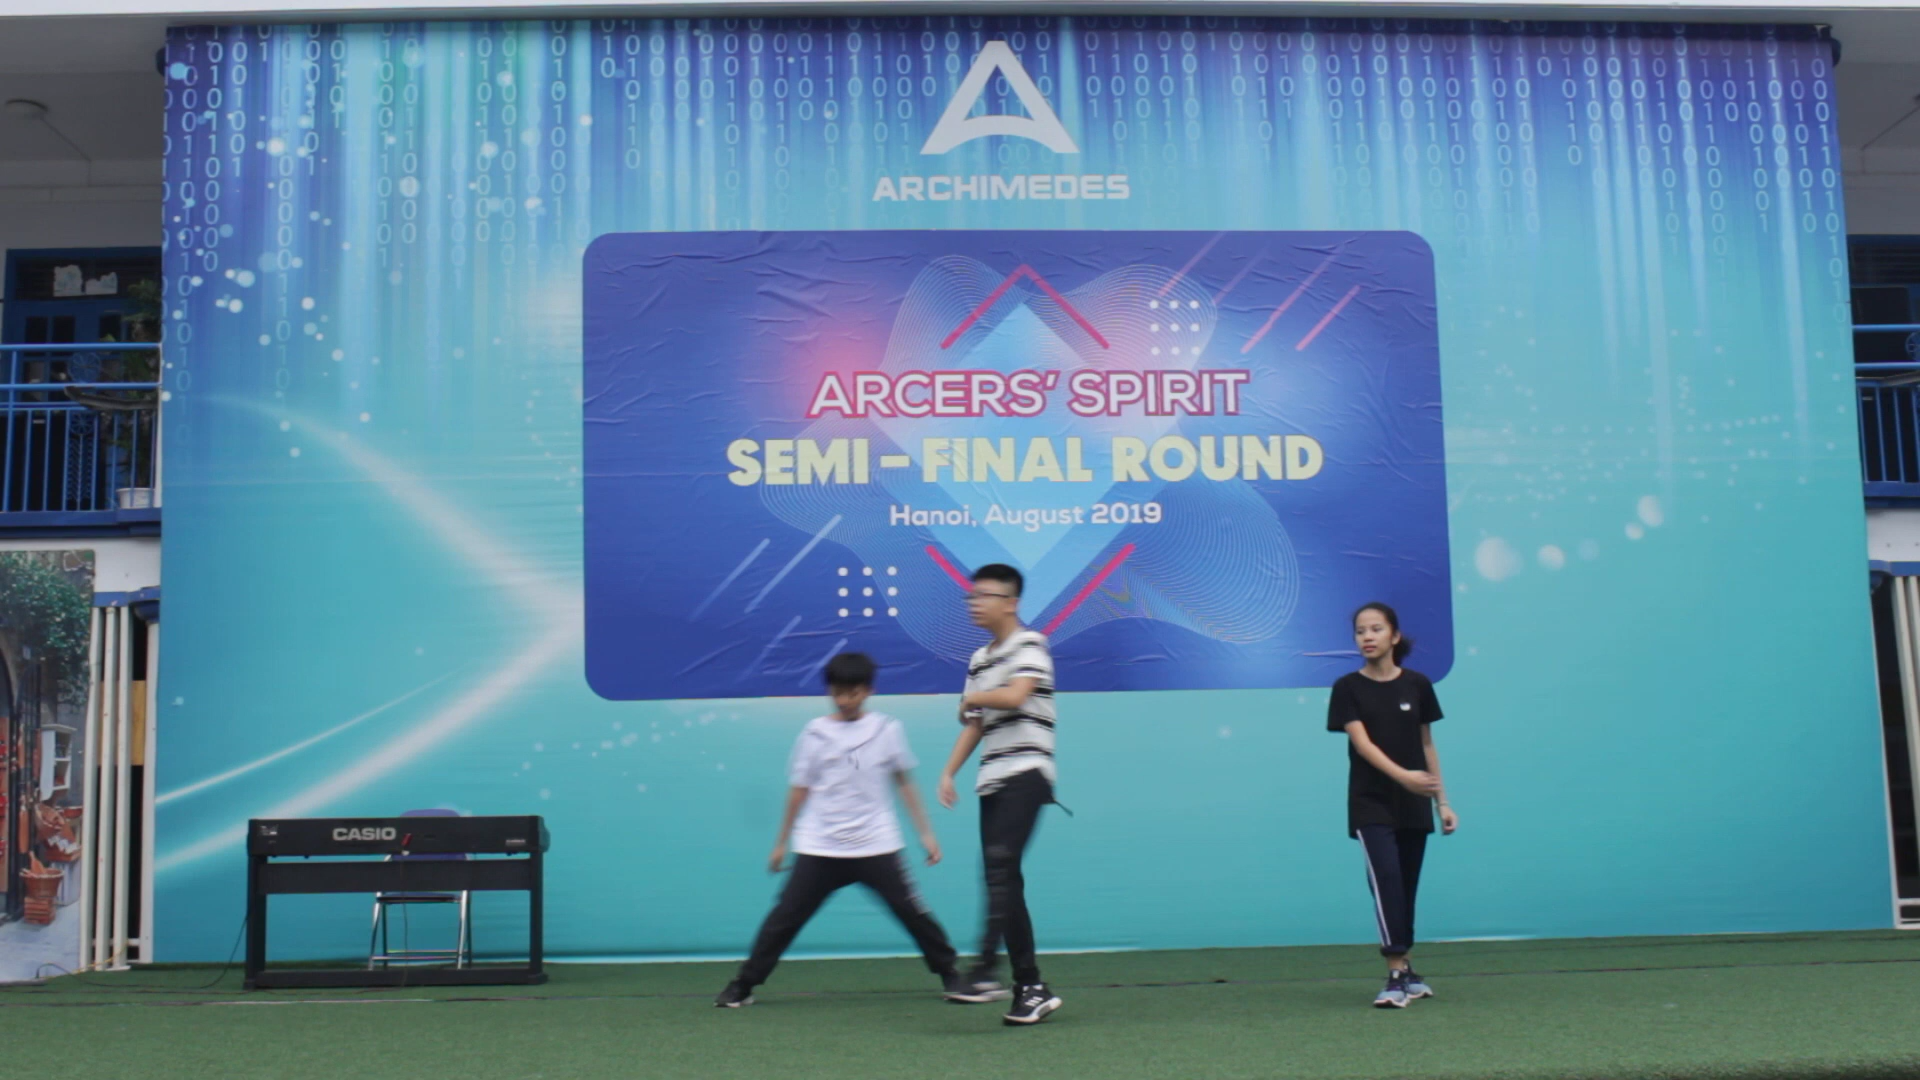 ARCHIMEDES
ARCERS' SPIRIT
SEMI - FINAL ROUND
Hanoi, August 2019
CASIO